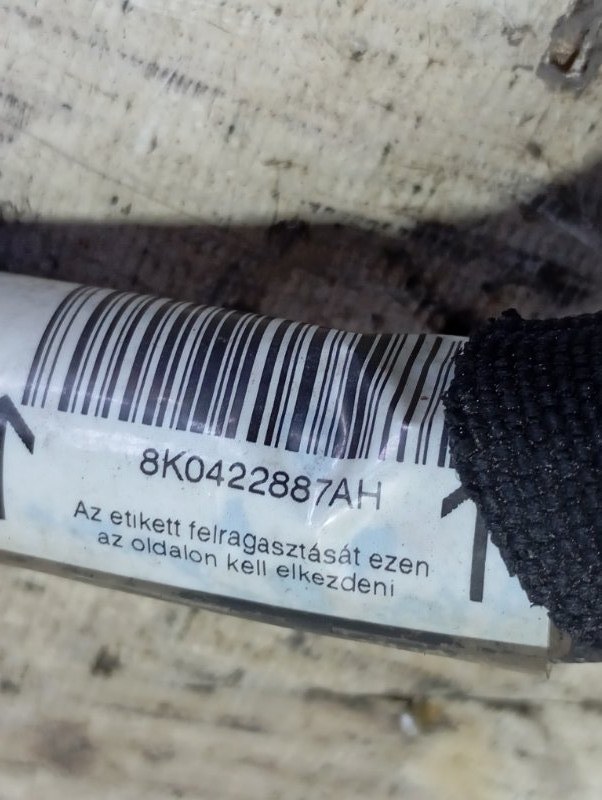 8K0422887AH
Az etikett felragasztását ezen
az oldalon kell elkezdeni